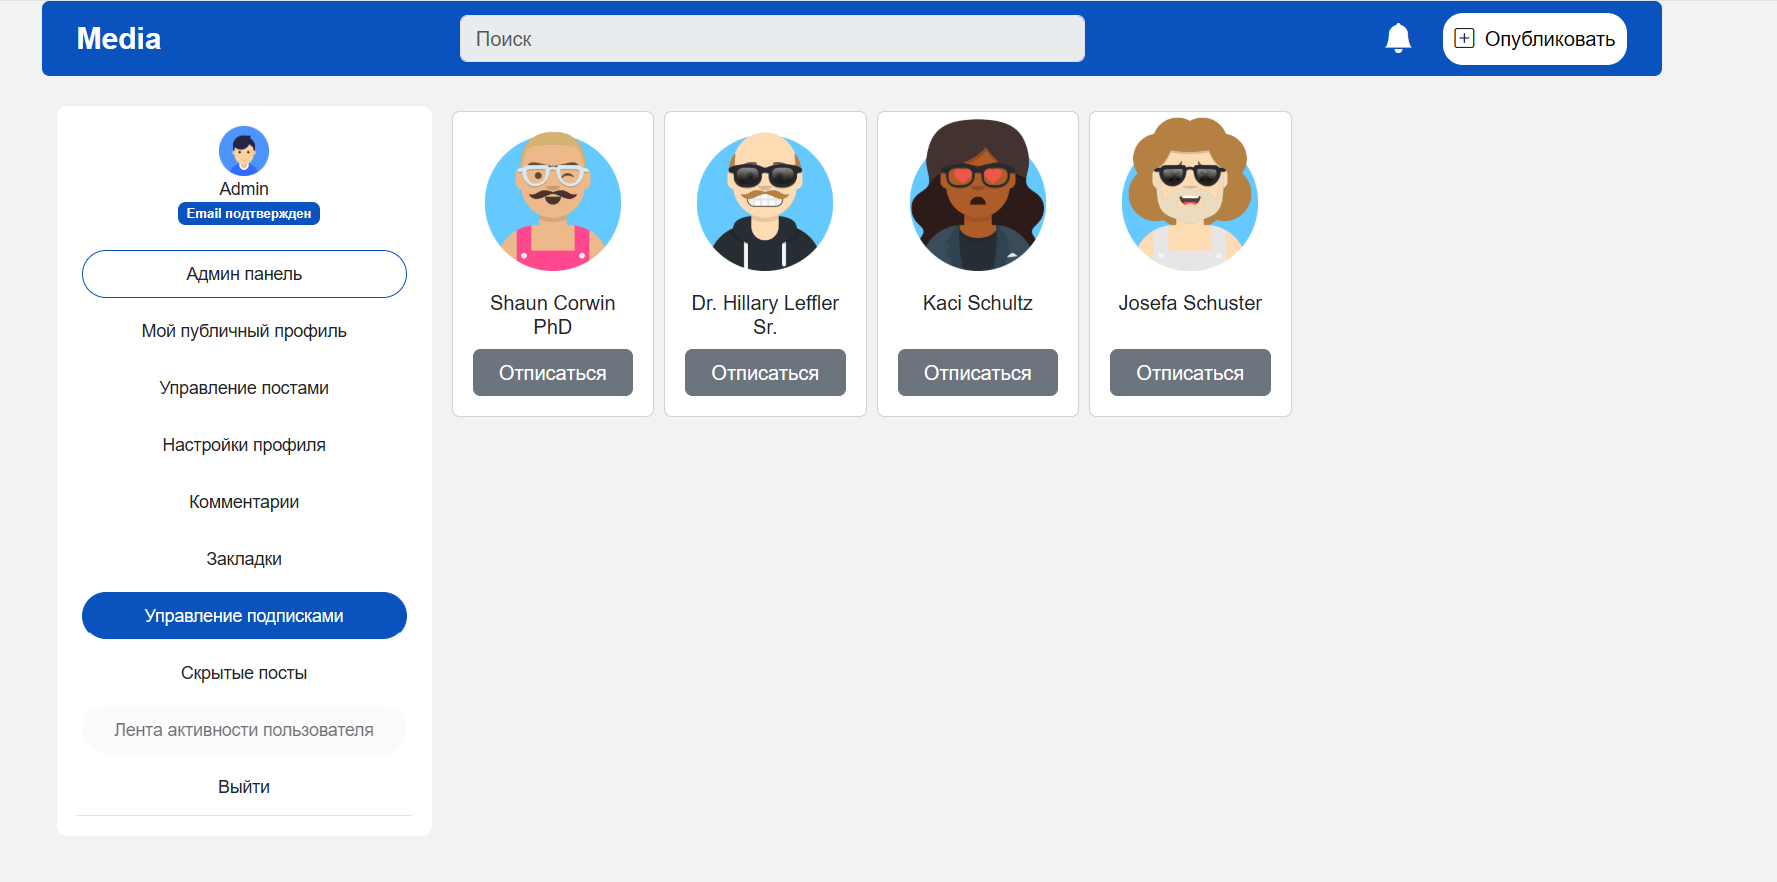 Media
Поиск
Опубликовать
Admin
Email подтвержден
Админ панель
Мой публичный профиль
Управление постами
Настройки профиля
Комментарии
Закладки
Управление подписками
Скрытые посты
Лента активности пользователя
Выйти
Shaun Corwin
PhD
Отписаться
Dr. Hillary Leffler
Sr.
Отписаться
Kaci Schultz
Отписаться
Josefa Schuster
Отписаться